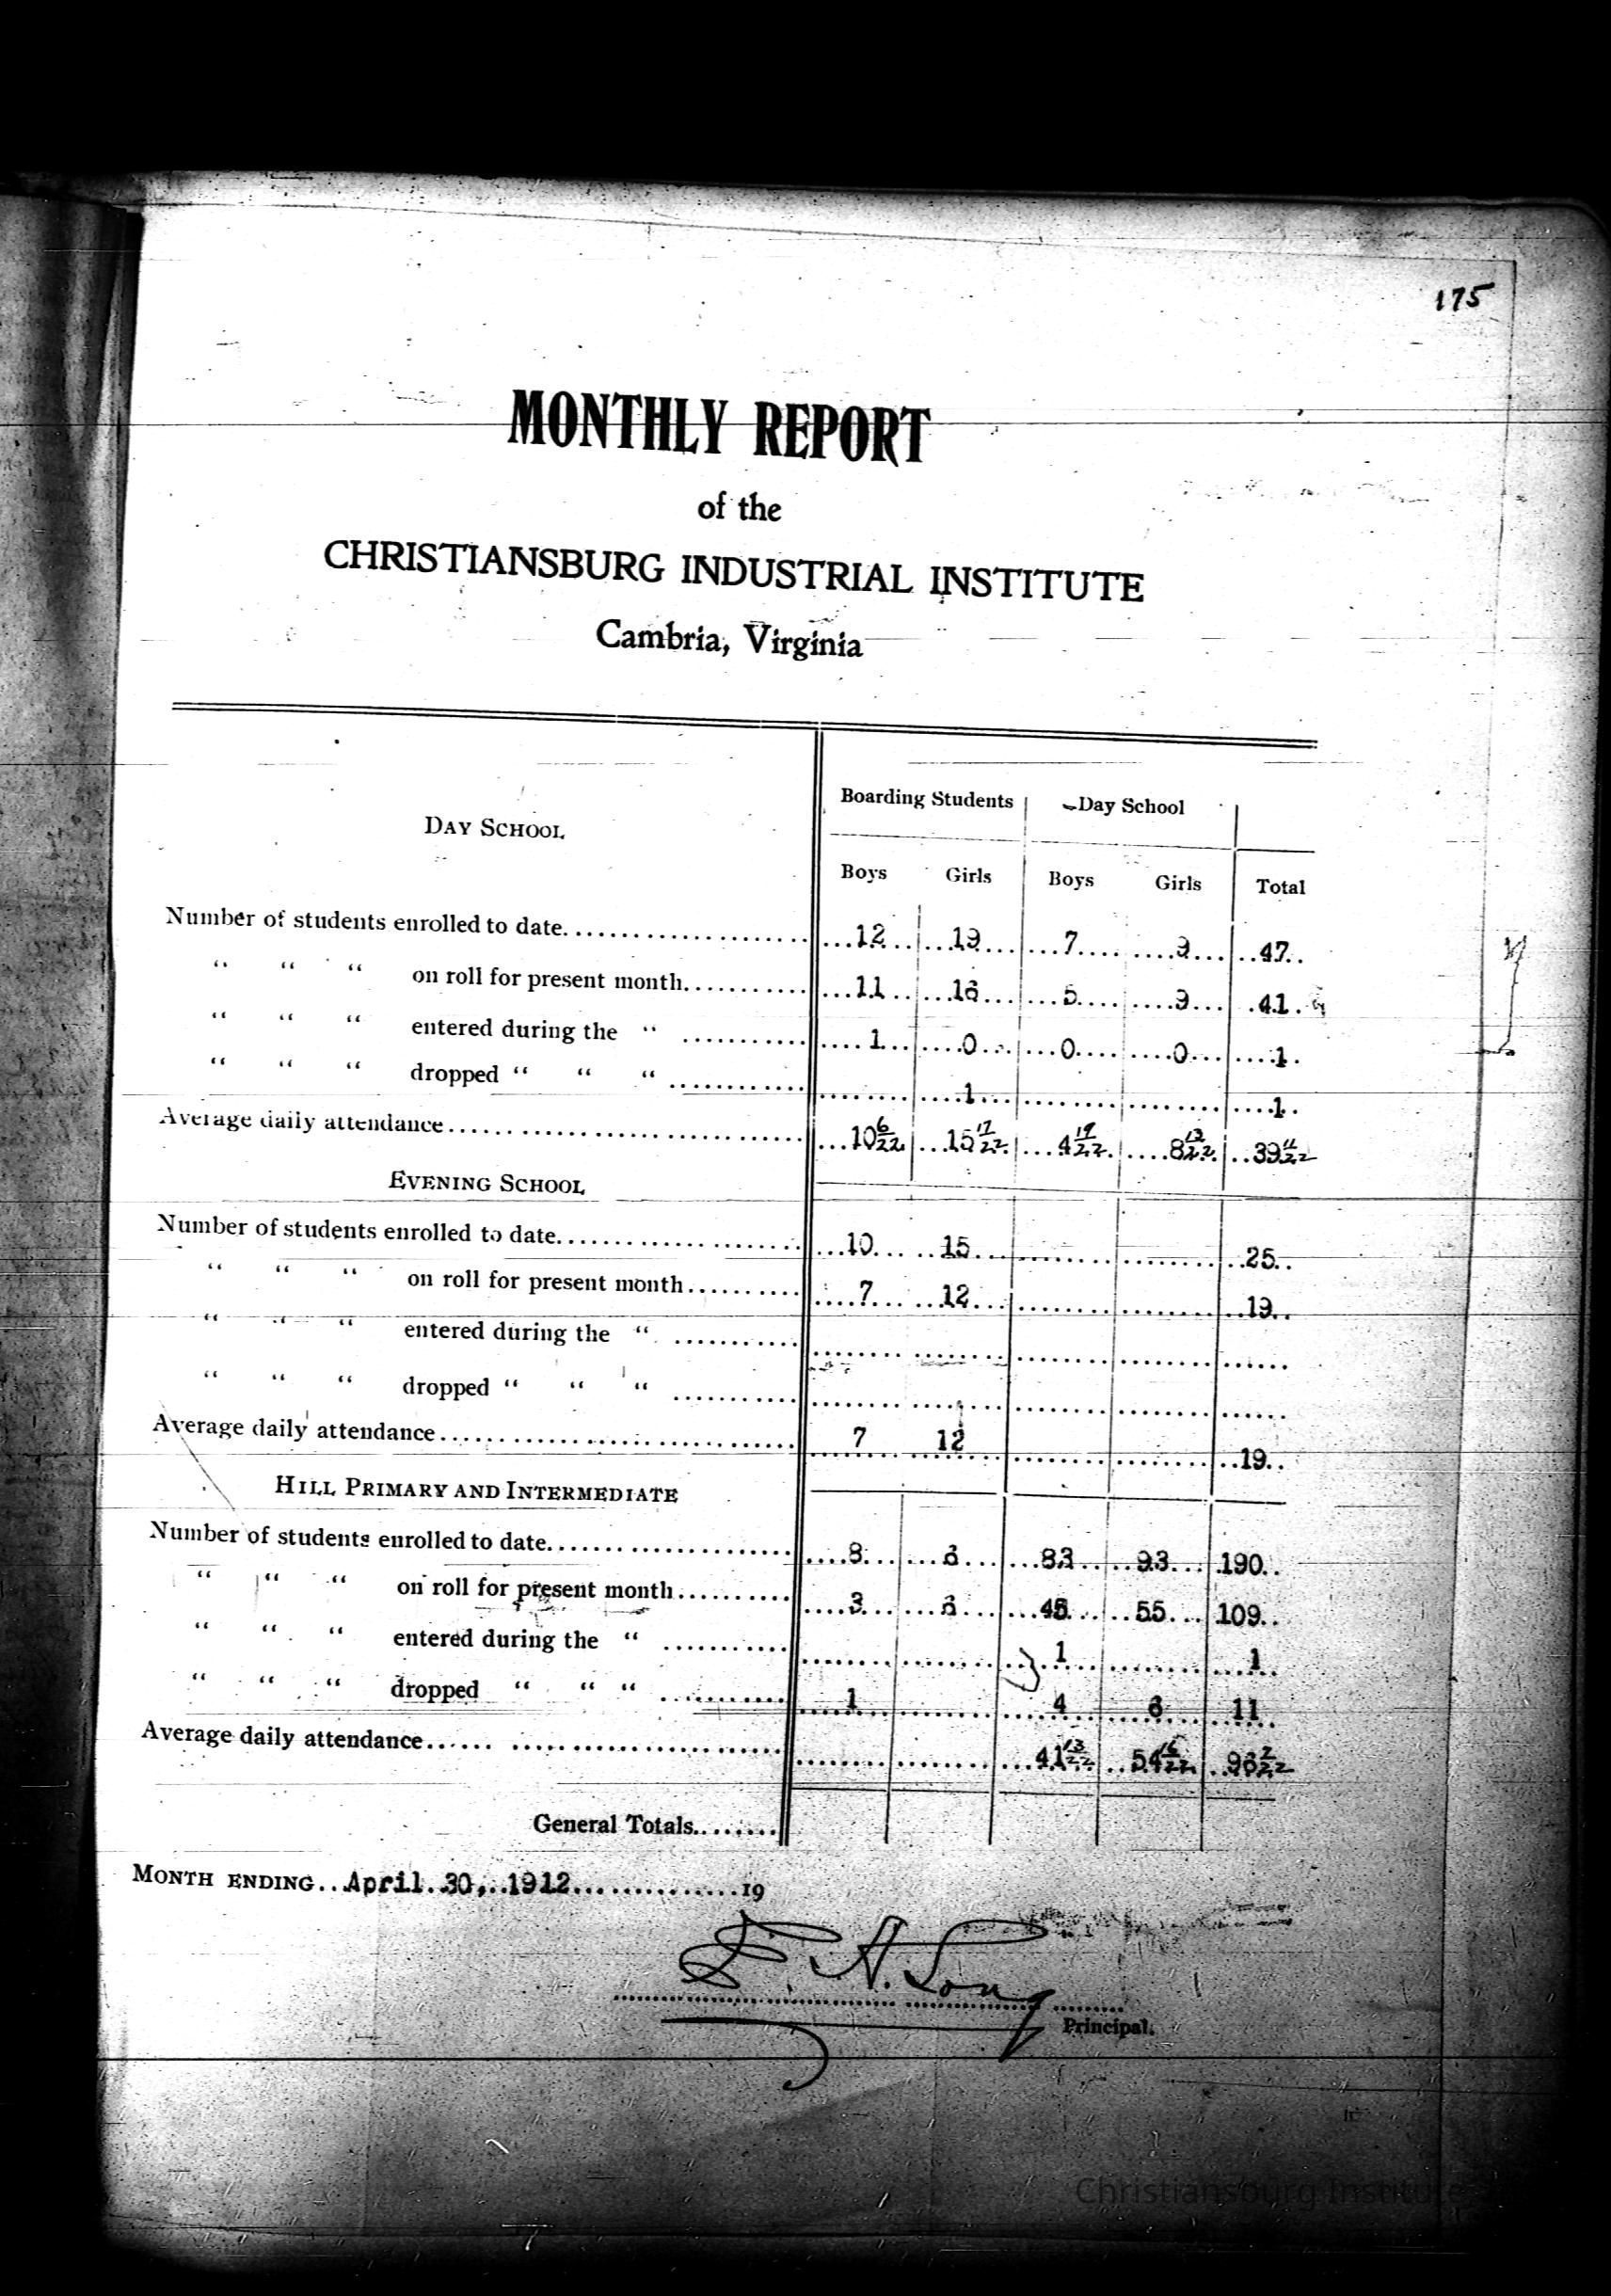 175
MONTHLY REPORT
of the
CHRISTIANSBURG INDUSTRIAL INSTITUTE
Cambria, Virginia
DAY SCHOOL Boarding Students Day School
Boys Girls Boys Girls Total
Number of students enrolled to date 12 19 7 9 47
“ “ “ on roll for present month 11 16 5 9 41
“ “ “ entered during the “ 1 0 0 0 1
“ “ “ dropped “ “ “ 1 1
Average daily attendance 10 6/22 15 17/22 4 19/22 8 13/22 39 11/22
EVENING SCHOOL
Number of students enrolled to date 10 15 25
“ “ “ on roll for present month 7 12 19
“ “ “ entered during the “
“ “ “ dropped “ “ “
Average daily attendance 7 12 19
HILL PRIMARY AND INTERMEDIATE
Number of students enrolled to date 8 6 83 93 190
“ “ “ on roll for present month 3 6 45 55 109
“ “ “ entered during the “ 1 1
“ “ “ dropped “ “ “ 1 4 6 11
Average daily attendance 41 13/22 54 16/22 96 7/22
General Totals
MONTH ENDING April 30, 1912 19
E. A. Long
Principal.
Christiansburg Institute